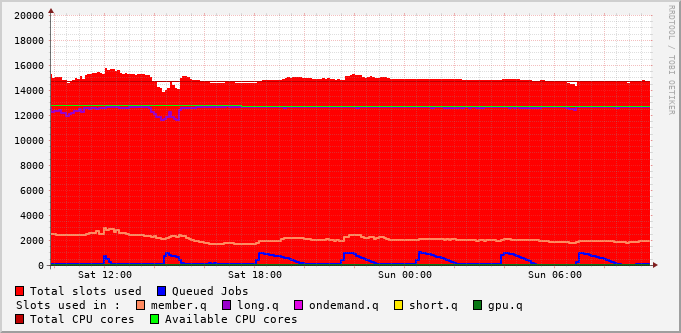 20000
18000
16000
14000
12000
10000
8000
6000
4000
2000
0
Sat 12:00 Sat 18:00 Sun 00:00 Sun 06:00
RRDTOOL / TOBI OETIKER
Total slots used Queued Jobs
Slots used in : member.q long.q ondemand.q short.q gpu.q
Total CPU cores Available CPU cores